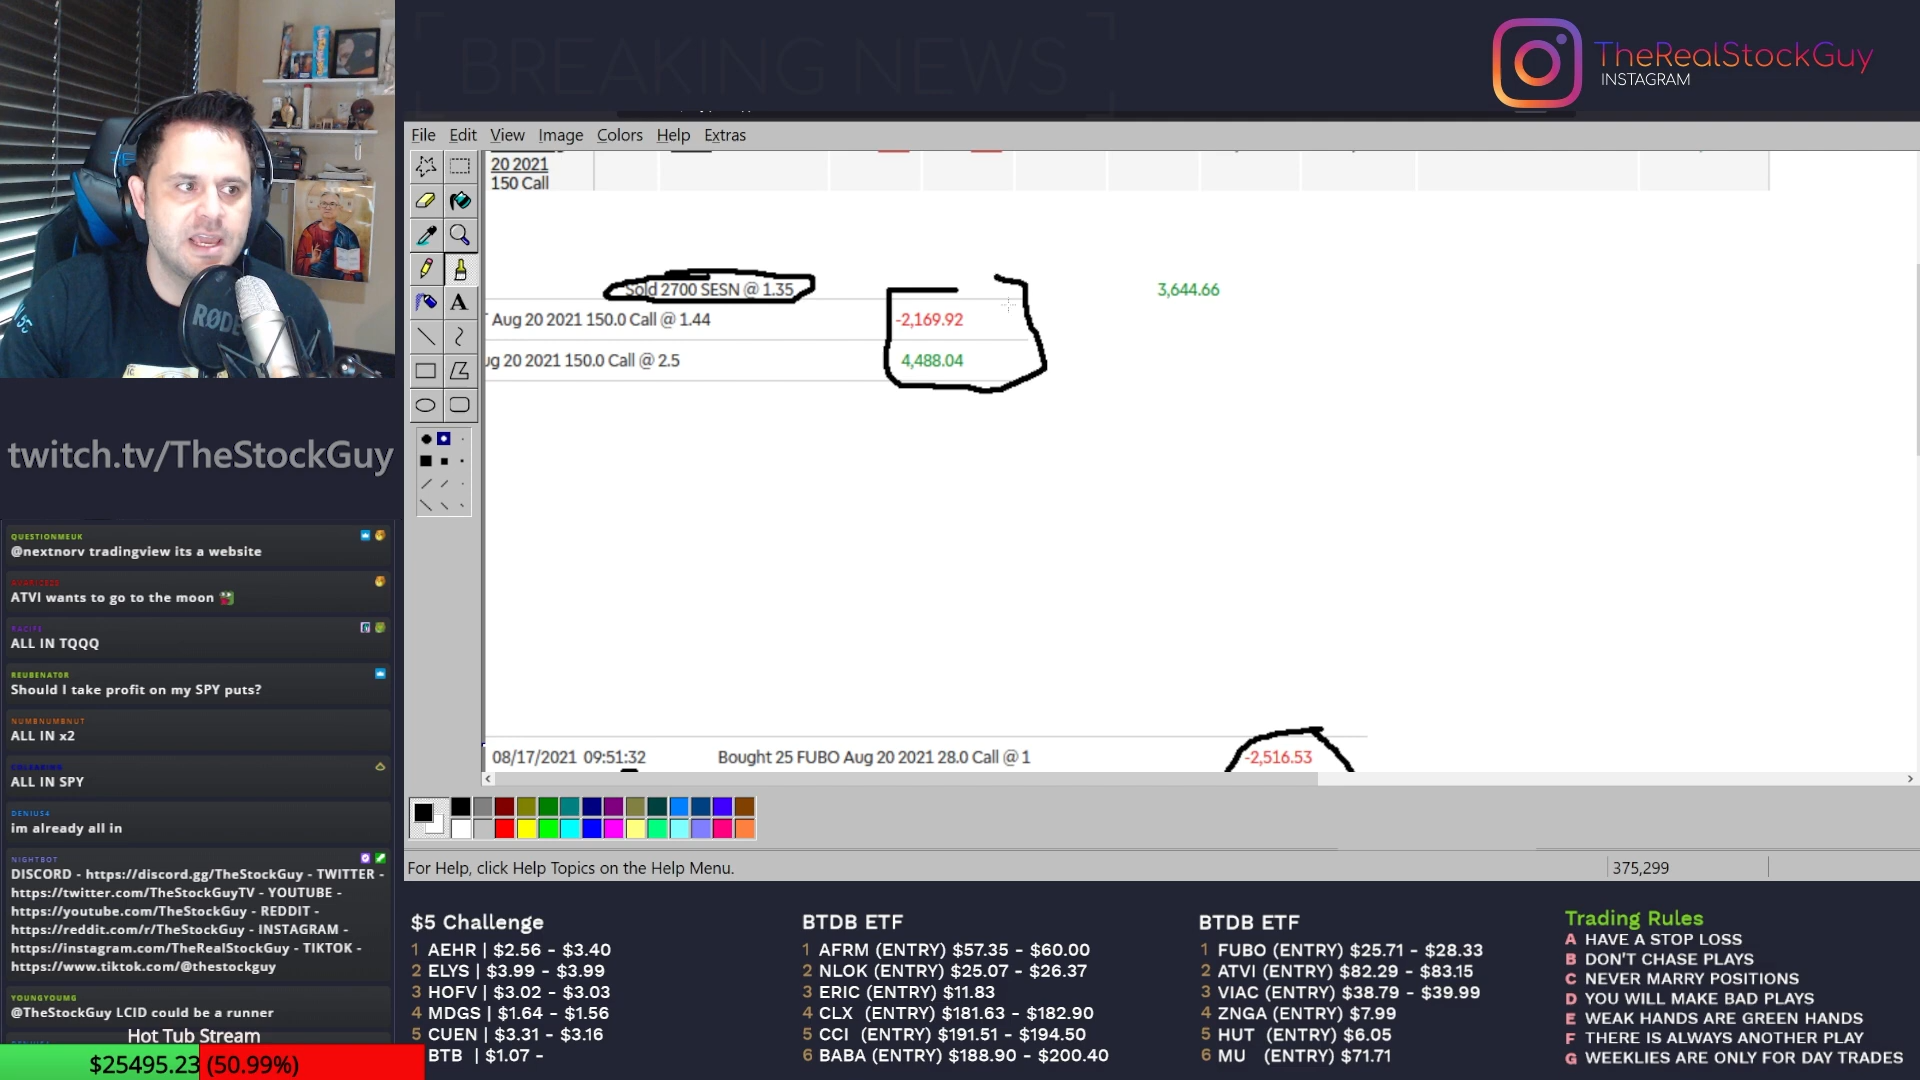 BREAKING NEWS
TheRealStockGuy
INSTAGRAM
File Edit View Image Colors Help Extras
20 2021
150 Call
Sold 2700 SESN @ 1.35
3,644.66
Aug 20 2021 150.0 Call @ 1.44
-2,169.92
ug 20 2021 150.0 Call @ 2.5
4,488.04
08/17/2021 09:51:32 Bought 25 FUBO Aug 20 2021 28.0 Call @ 1
-2,516.53
For Help, click Help Topics on the Help Menu.
375,299
RØDE
twitch.tv/TheStockGuy
QUESTIONMEUK
@nextnorv tradingview its a website
ATVI wants to go to the moon
RACIFE
ALL IN TQQQ
REUBENAT0R
Should I take profit on my SPY puts?
NUMBNUMBNUT
ALL IN x2
ALL IN SPY
DENIUS4
im already all in
NIGHTBOT
DISCORD - https://discord.gg/TheStockGuy - TWITTER -
https://twitter.com/TheStockGuyTV - YOUTUBE -
https://youtube.com/TheStockGuy - REDDIT -
https://reddit.com/r/TheStockGuy - INSTAGRAM -
https://instagram.com/TheRealStockGuy - TIKTOK -
https://www.tiktok.com/@thestockguy
YOUNGYOUMG
@TheStockGuy LCID could be a runner
Hot Tub Stream
$25495.23 (50.99%)
$5 Challenge
1 AEHR | $2.56 - $3.40
2 ELYS | $3.99 - $3.99
3 HOFV | $3.02 - $3.03
4 MDGS | $1.64 - $1.56
5 CUEN | $3.31 - $3.16
BTB | $1.07 -
BTDB ETF
1 AFRM (ENTRY) $57.35 - $60.00
2 NLOK (ENTRY) $25.07 - $26.37
3 ERIC (ENTRY) $11.83
4 CLX (ENTRY) $181.63 - $182.90
5 CCI (ENTRY) $191.51 - $194.50
6 BABA (ENTRY) $188.90 - $200.40
BTDB ETF
1 FUBO (ENTRY) $25.71 - $28.33
2 ATVI (ENTRY) $82.29 - $83.15
3 VIAC (ENTRY) $38.79 - $39.99
4 ZNGA (ENTRY) $7.99
5 HUT (ENTRY) $6.05
6 MU (ENTRY) $71.71
Trading Rules
A HAVE A STOP LOSS
B DON'T CHASE PLAYS
C NEVER MARRY POSITIONS
D YOU WILL MAKE BAD PLAYS
E WEAK HANDS ARE GREEN HANDS
F THERE IS ALWAYS ANOTHER PLAY
G WEEKLIES ARE ONLY FOR DAY TRADES